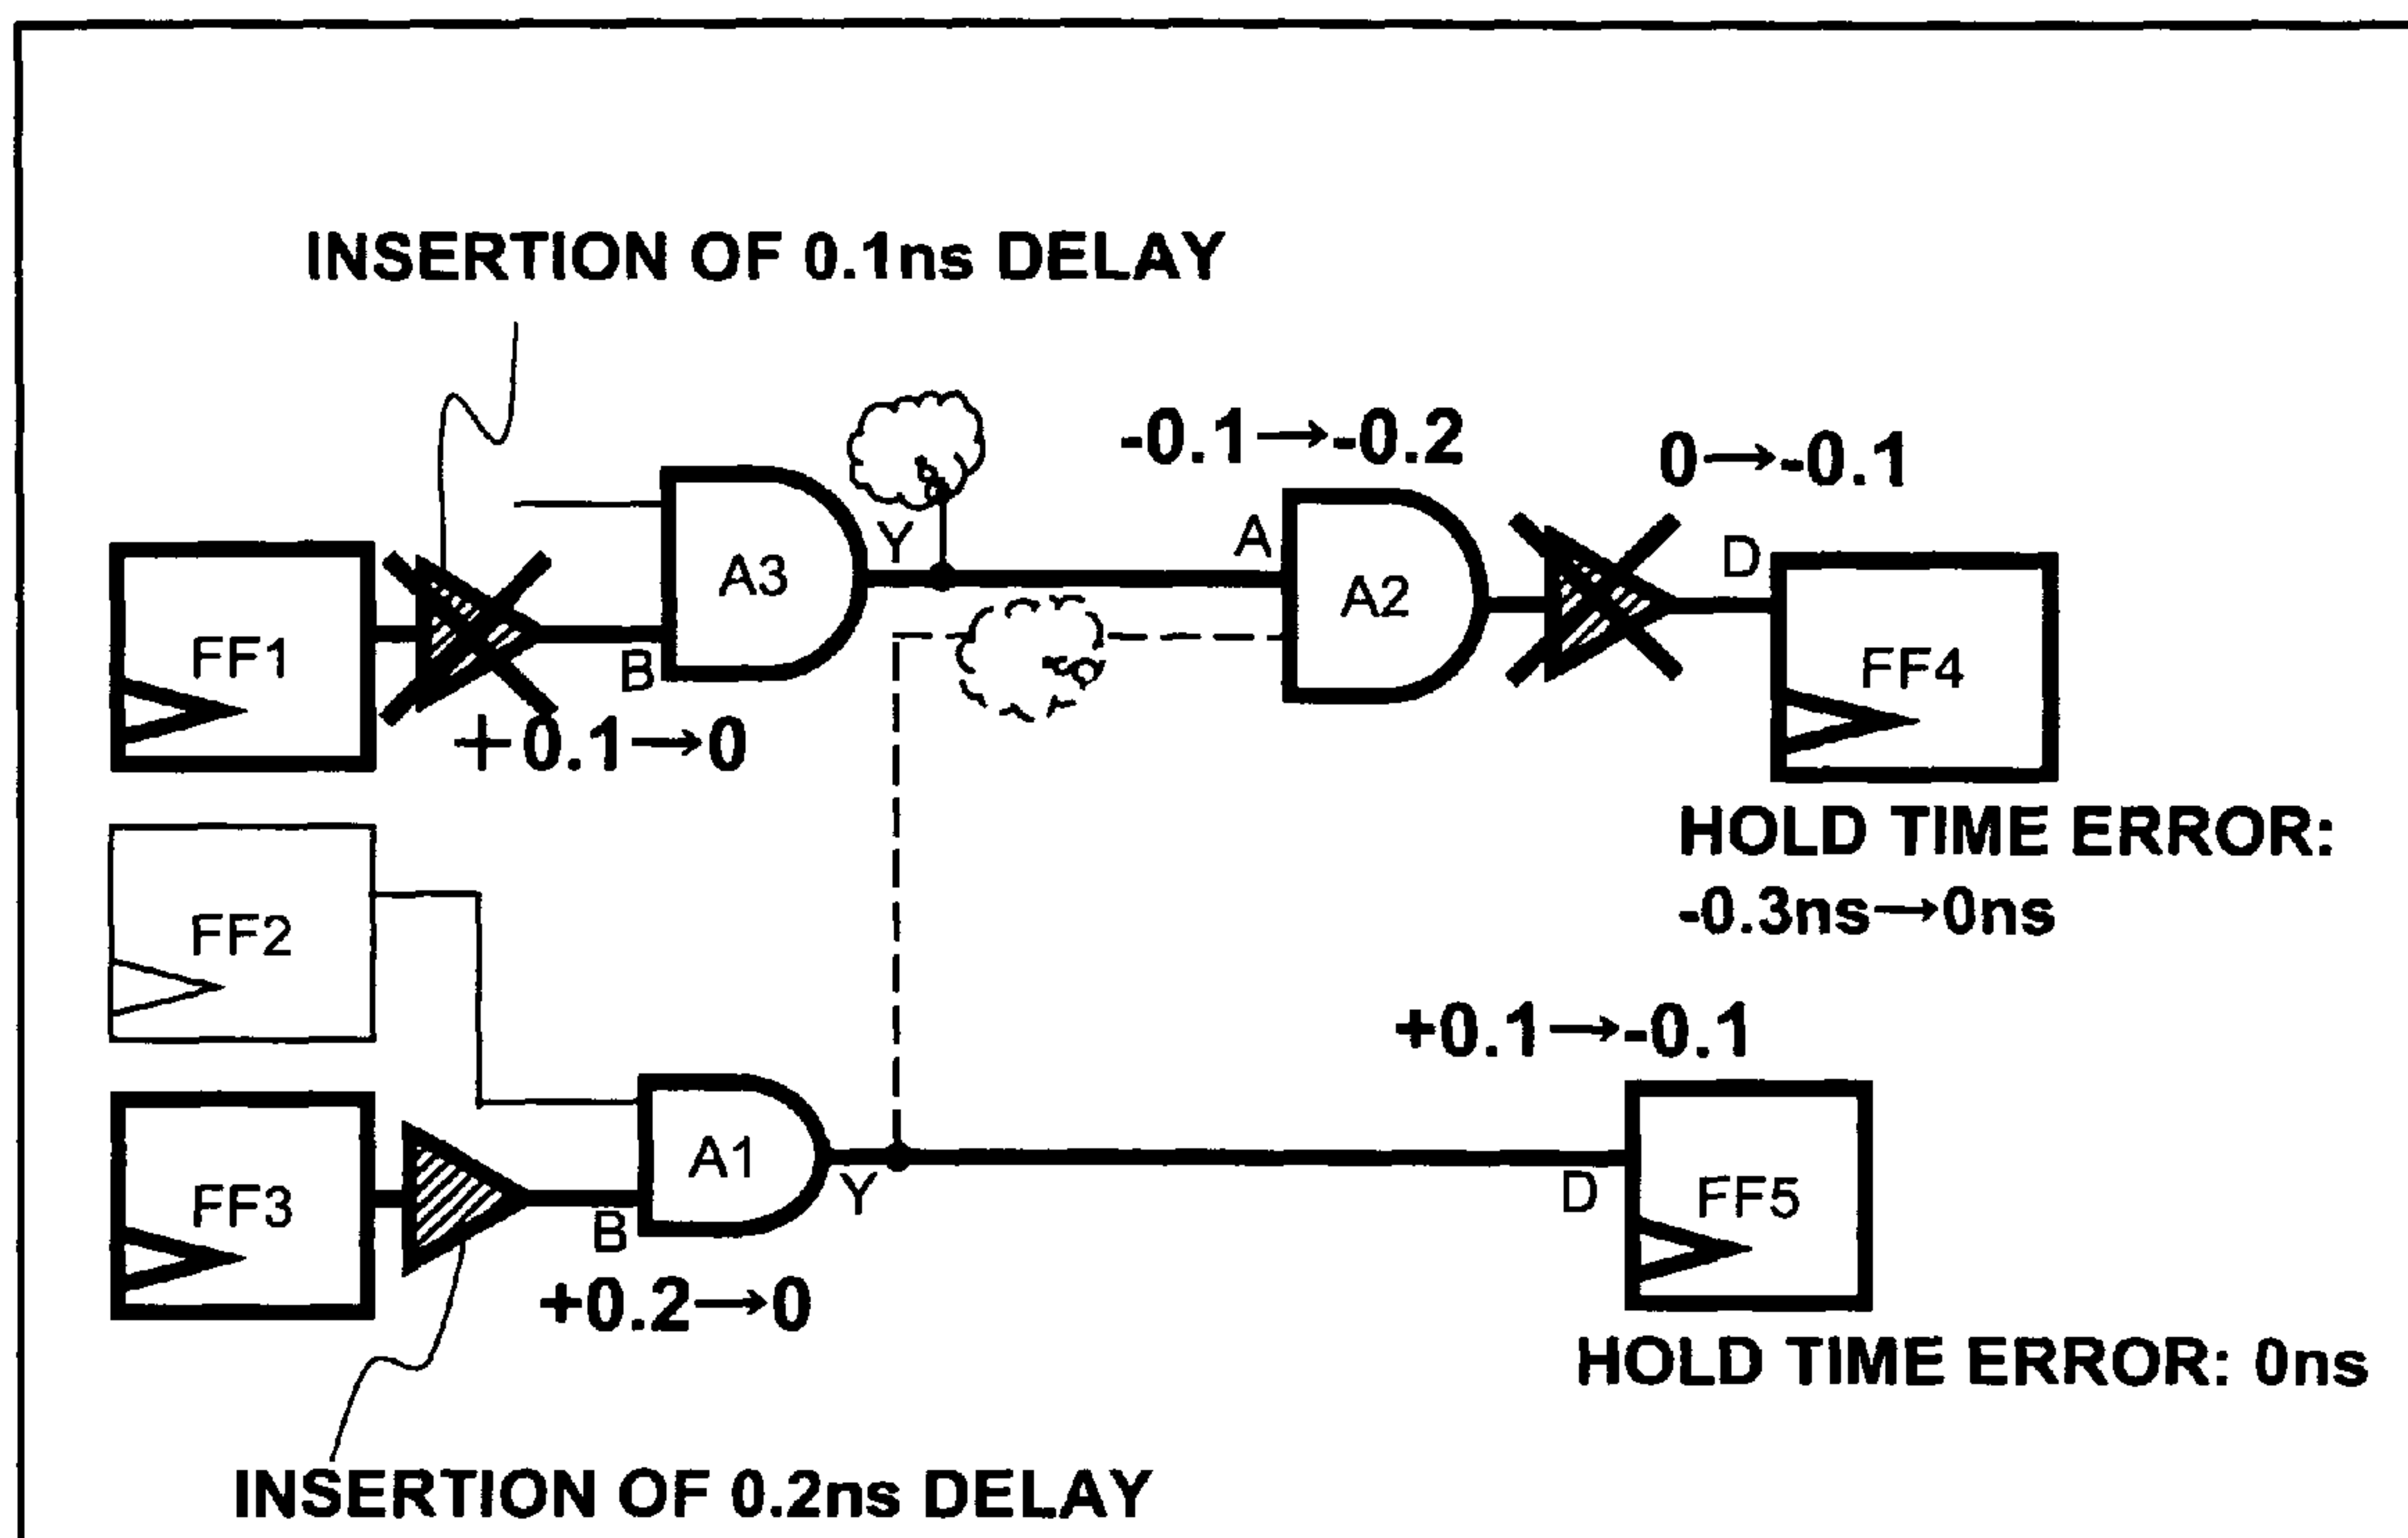 INSERTION OF 0.1ns DELAY
-0.1→-0.2
0→-0.1
Y
A
D
A3
A2
FF1
B
FF4
+0.1→0
HOLD TIME ERROR:
-0.3ns→0ns
FF2
+0.1→-0.1
A1
Y
FF3
B
D
FF5
+0.2→0
HOLD TIME ERROR: 0ns
INSERTION OF 0.2ns DELAY